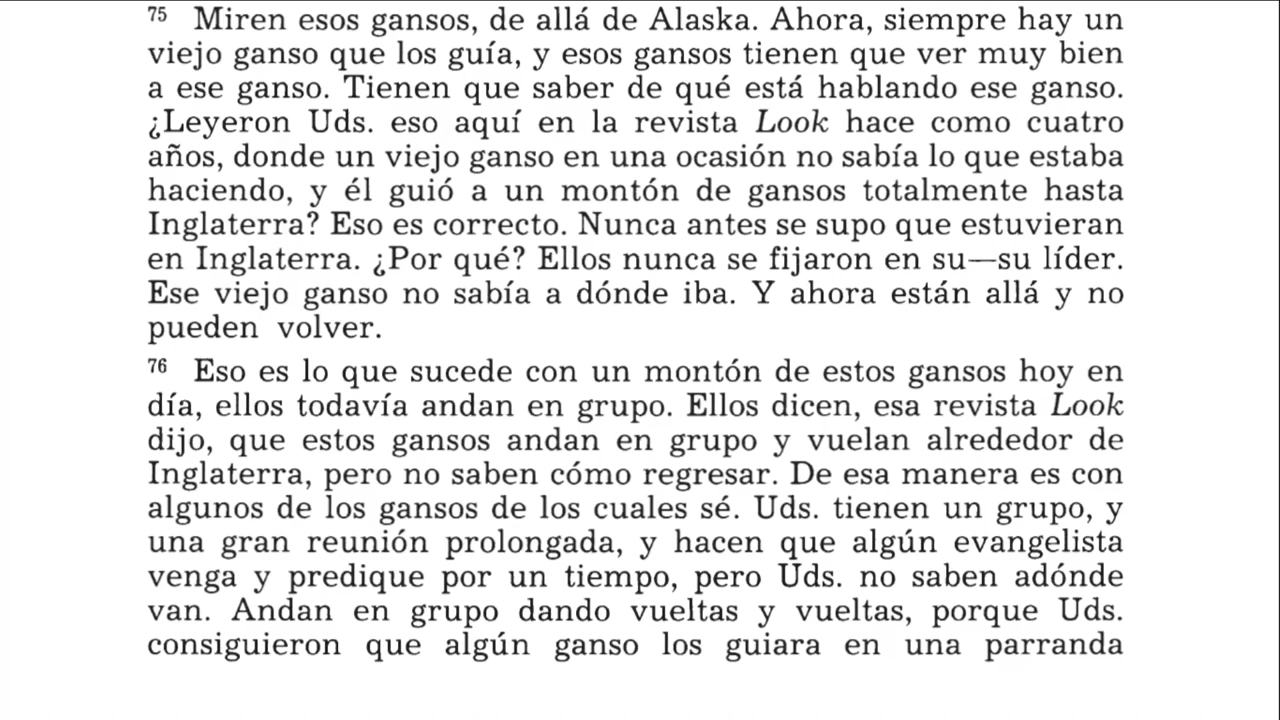 75 Miren esos gansos, de allá de Alaska. Ahora, siempre hay un
viejo ganso que los guía, y esos gansos tienen que ver muy bien
a ese ganso. Tienen que saber de qué está hablando ese ganso.
¿Leyeron Uds. eso aquí en la revista Look hace como cuatro
años, donde un viejo ganso en una ocasión no sabía lo que estaba
haciendo, y él guió a un montón de gansos totalmente hasta
Inglaterra? Eso es correcto. Nunca antes se supo que estuvieran
en Inglaterra. ¿Por qué? Ellos nunca se fijaron en su—su líder.
Ese viejo ganso no sabía a dónde iba. Y ahora están allá y no
pueden volver.
76 Eso es lo que sucede con un montón de estos gansos hoy en
día, ellos todavía andan en grupo. Ellos dicen, esa revista Look
dijo, que estos gansos andan en grupo y vuelan alrededor de
Inglaterra, pero no saben cómo regresar. De esa manera es con
algunos de los gansos de los cuales sé. Uds. tienen un grupo, y
una gran reunión prolongada, y hacen que algún evangelista
venga y predique por un tiempo, pero Uds. no saben adónde
van. Andan en grupo dando vueltas y vueltas, porque Uds.
consiguieron que algún ganso los guiara en una parranda